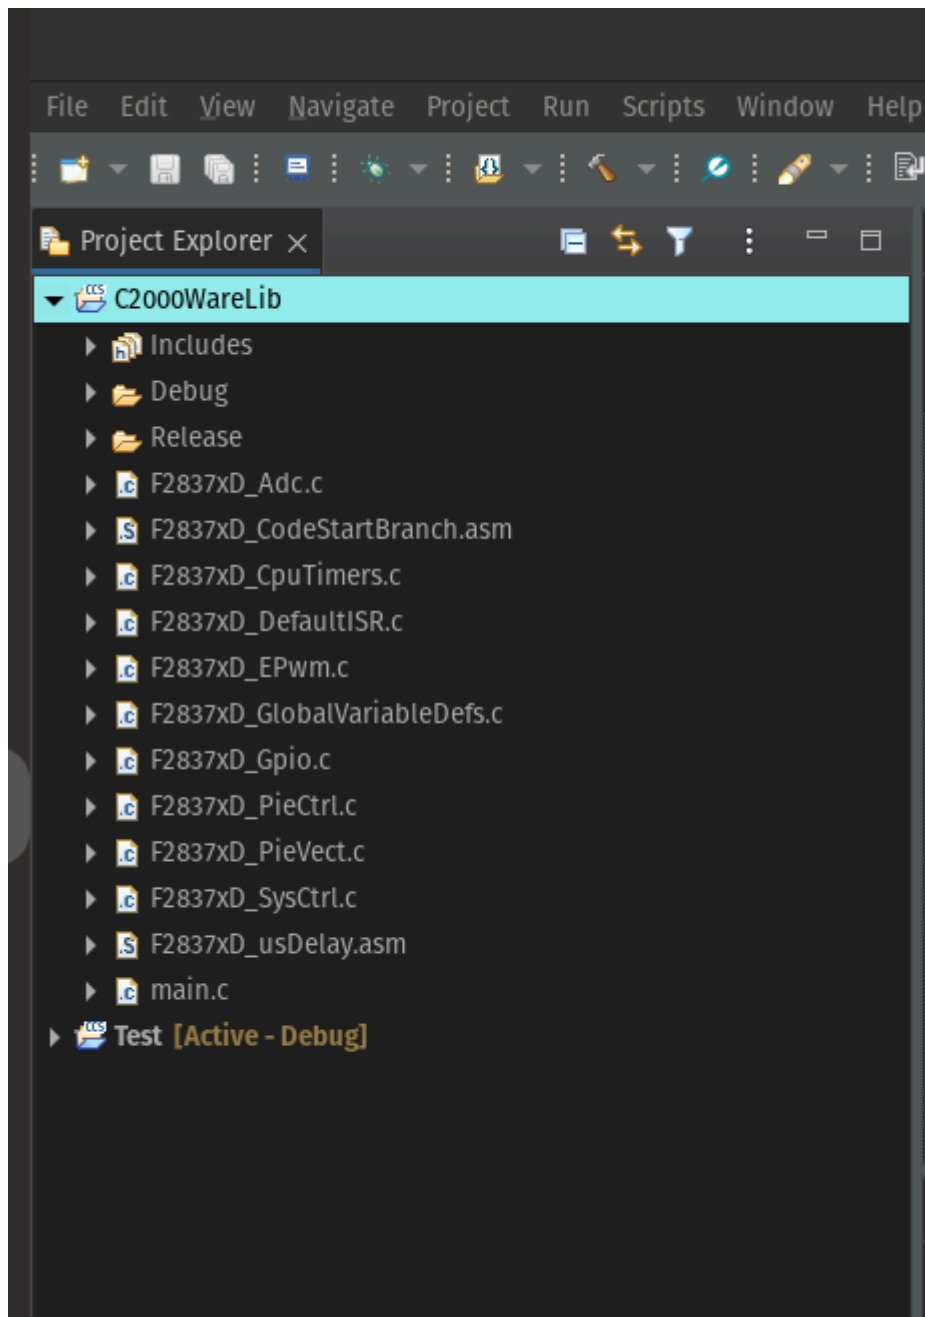 File Edit View Navigate Project Run Scripts Window Help
Project Explorer
C2000WareLib
Includes
Debug
Release
F2837xD_Adc.c
F2837xD_CodeStartBranch.asm
F2837xD_CpuTimers.c
F2837xD_DefaultISR.c
F2837xD_EPwm.c
F2837xD_GlobalVariableDefs.c
F2837xD_Gpio.c
F2837xD_PieCtrl.c
F2837xD_PieVect.c
F2837xD_SysCtrl.c
F2837xD_usDelay.asm
main.c
Test [Active - Debug]